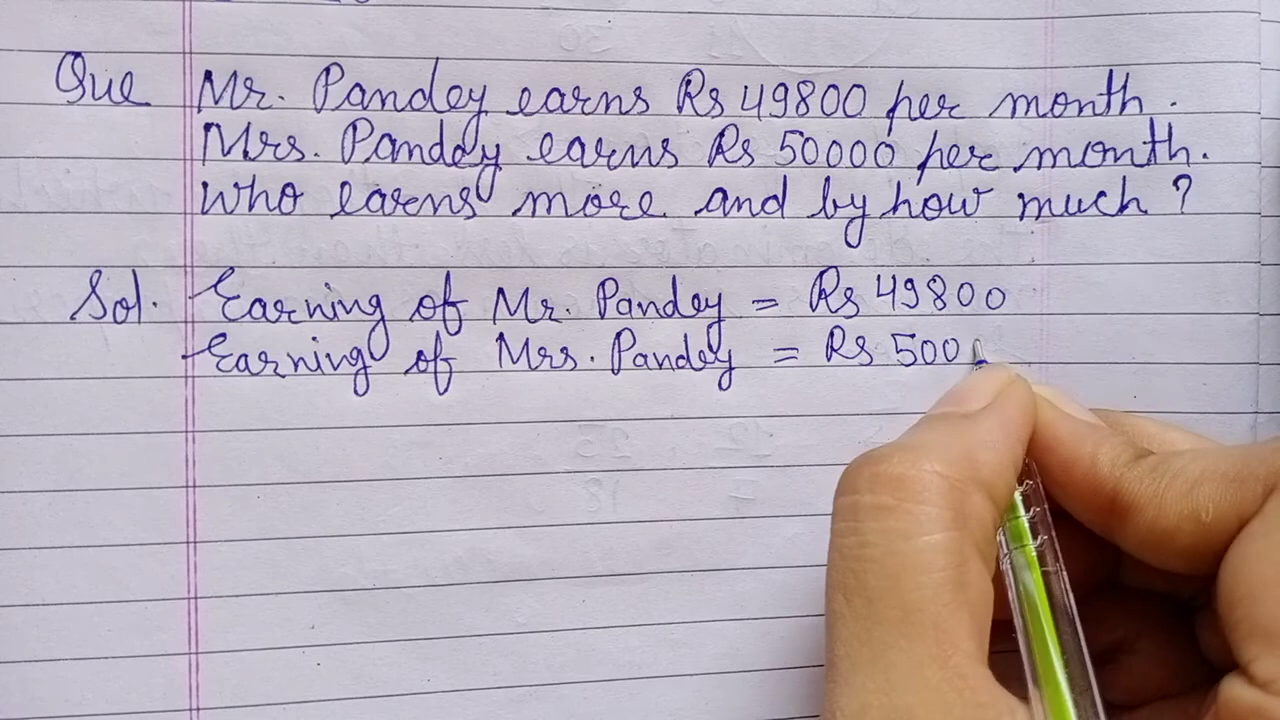 Que Mr. Pandey earns Rs 49800 per month.
Mrs. Pandey earns Rs 50000 per month.
Who earns more and by how much?
Sol. Earning of Mr. Pandey = Rs 49800
Earning of Mrs. Pandey = Rs 500